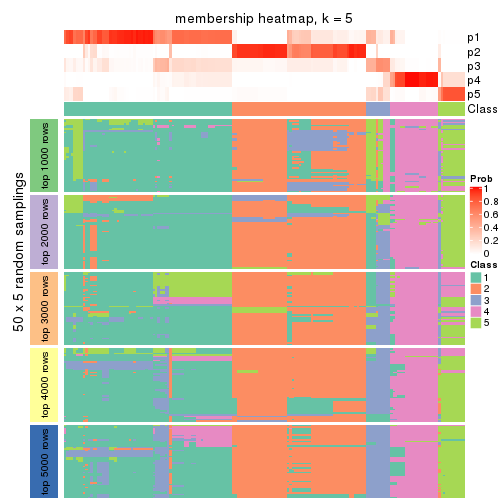 membership heatmap, k = 5
p1
p2
p3
p4
p5
Class
50 x 5 random samplings
top 1000 rows
top 2000 rows
top 3000 rows
top 4000 rows
top 5000 rows
Prob
1
0.8
0.6
0.4
0.2
0
Class
1
2
3
4
5